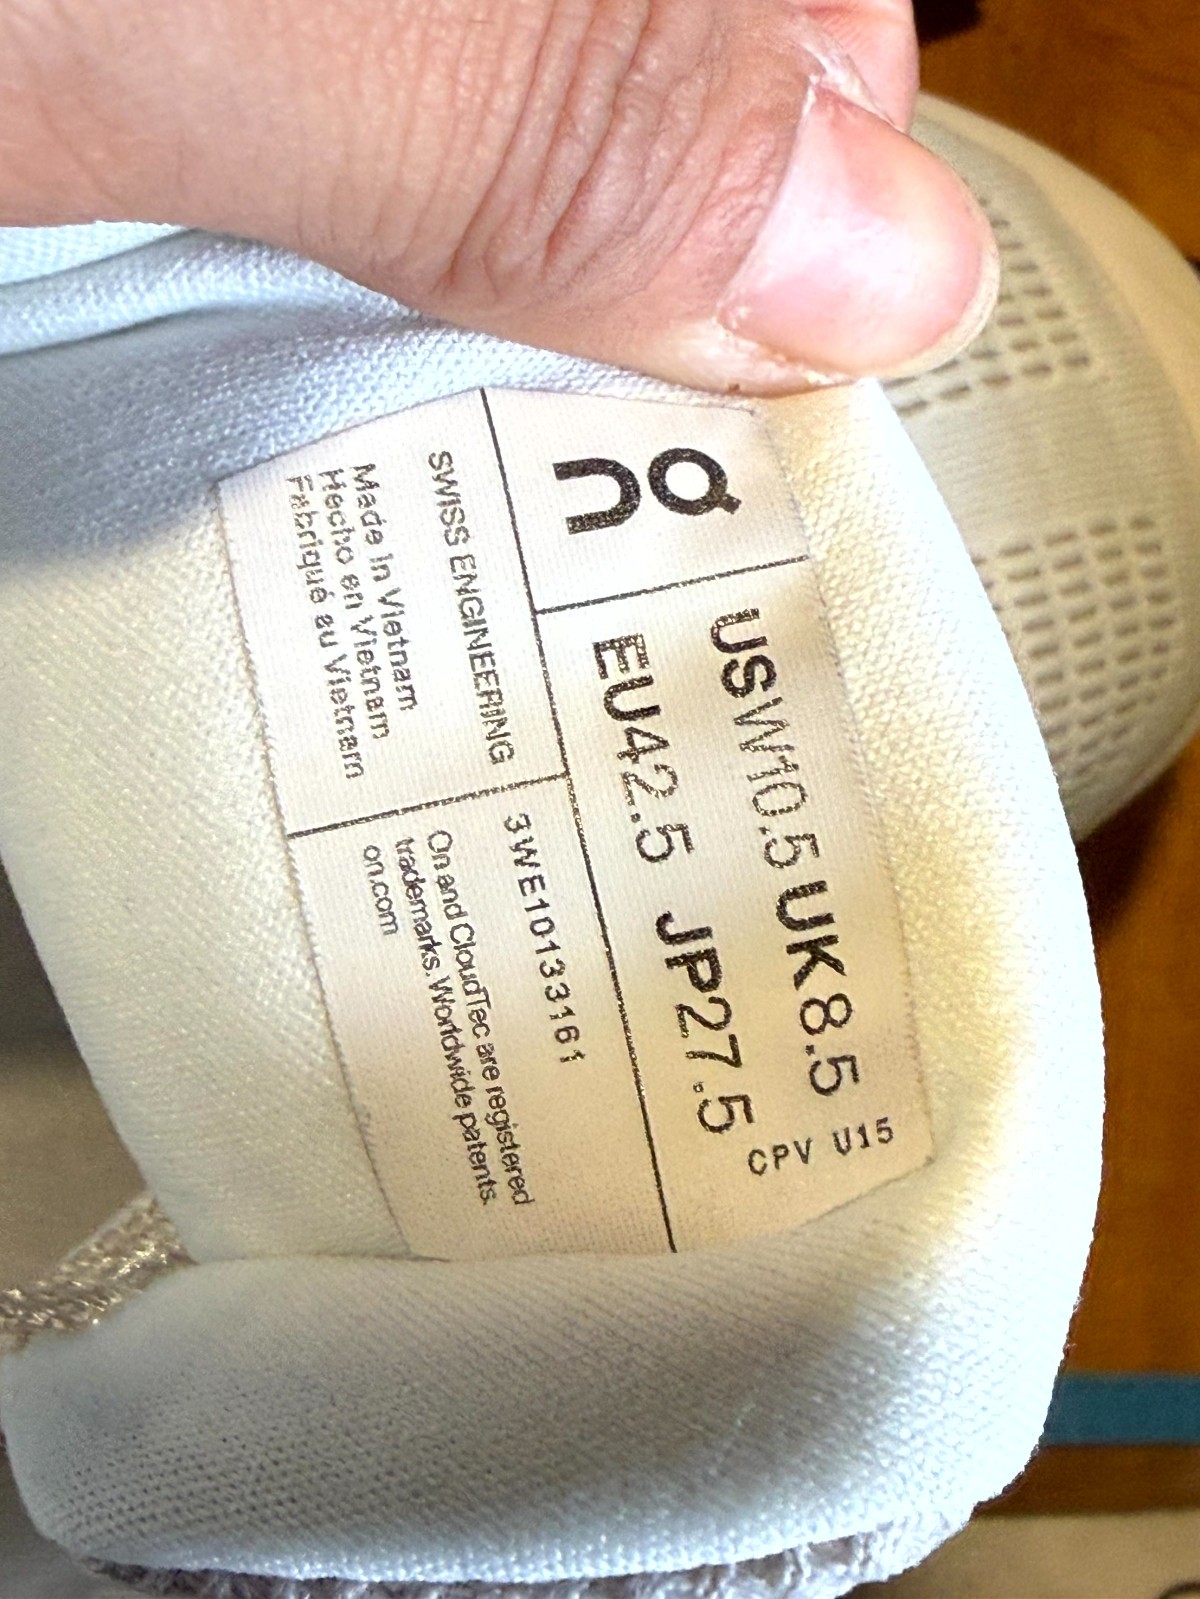 On
USW10.5 UK8.5
EU42.5 JP27.5
CPV U15
SWISS ENGINEERING
Made in Vietnam
Hecho en Vietnam
Fabriqué au Vietnam
3WE10133161
On and CloudTec are registered
trademarks. Worldwide patents.
on.com